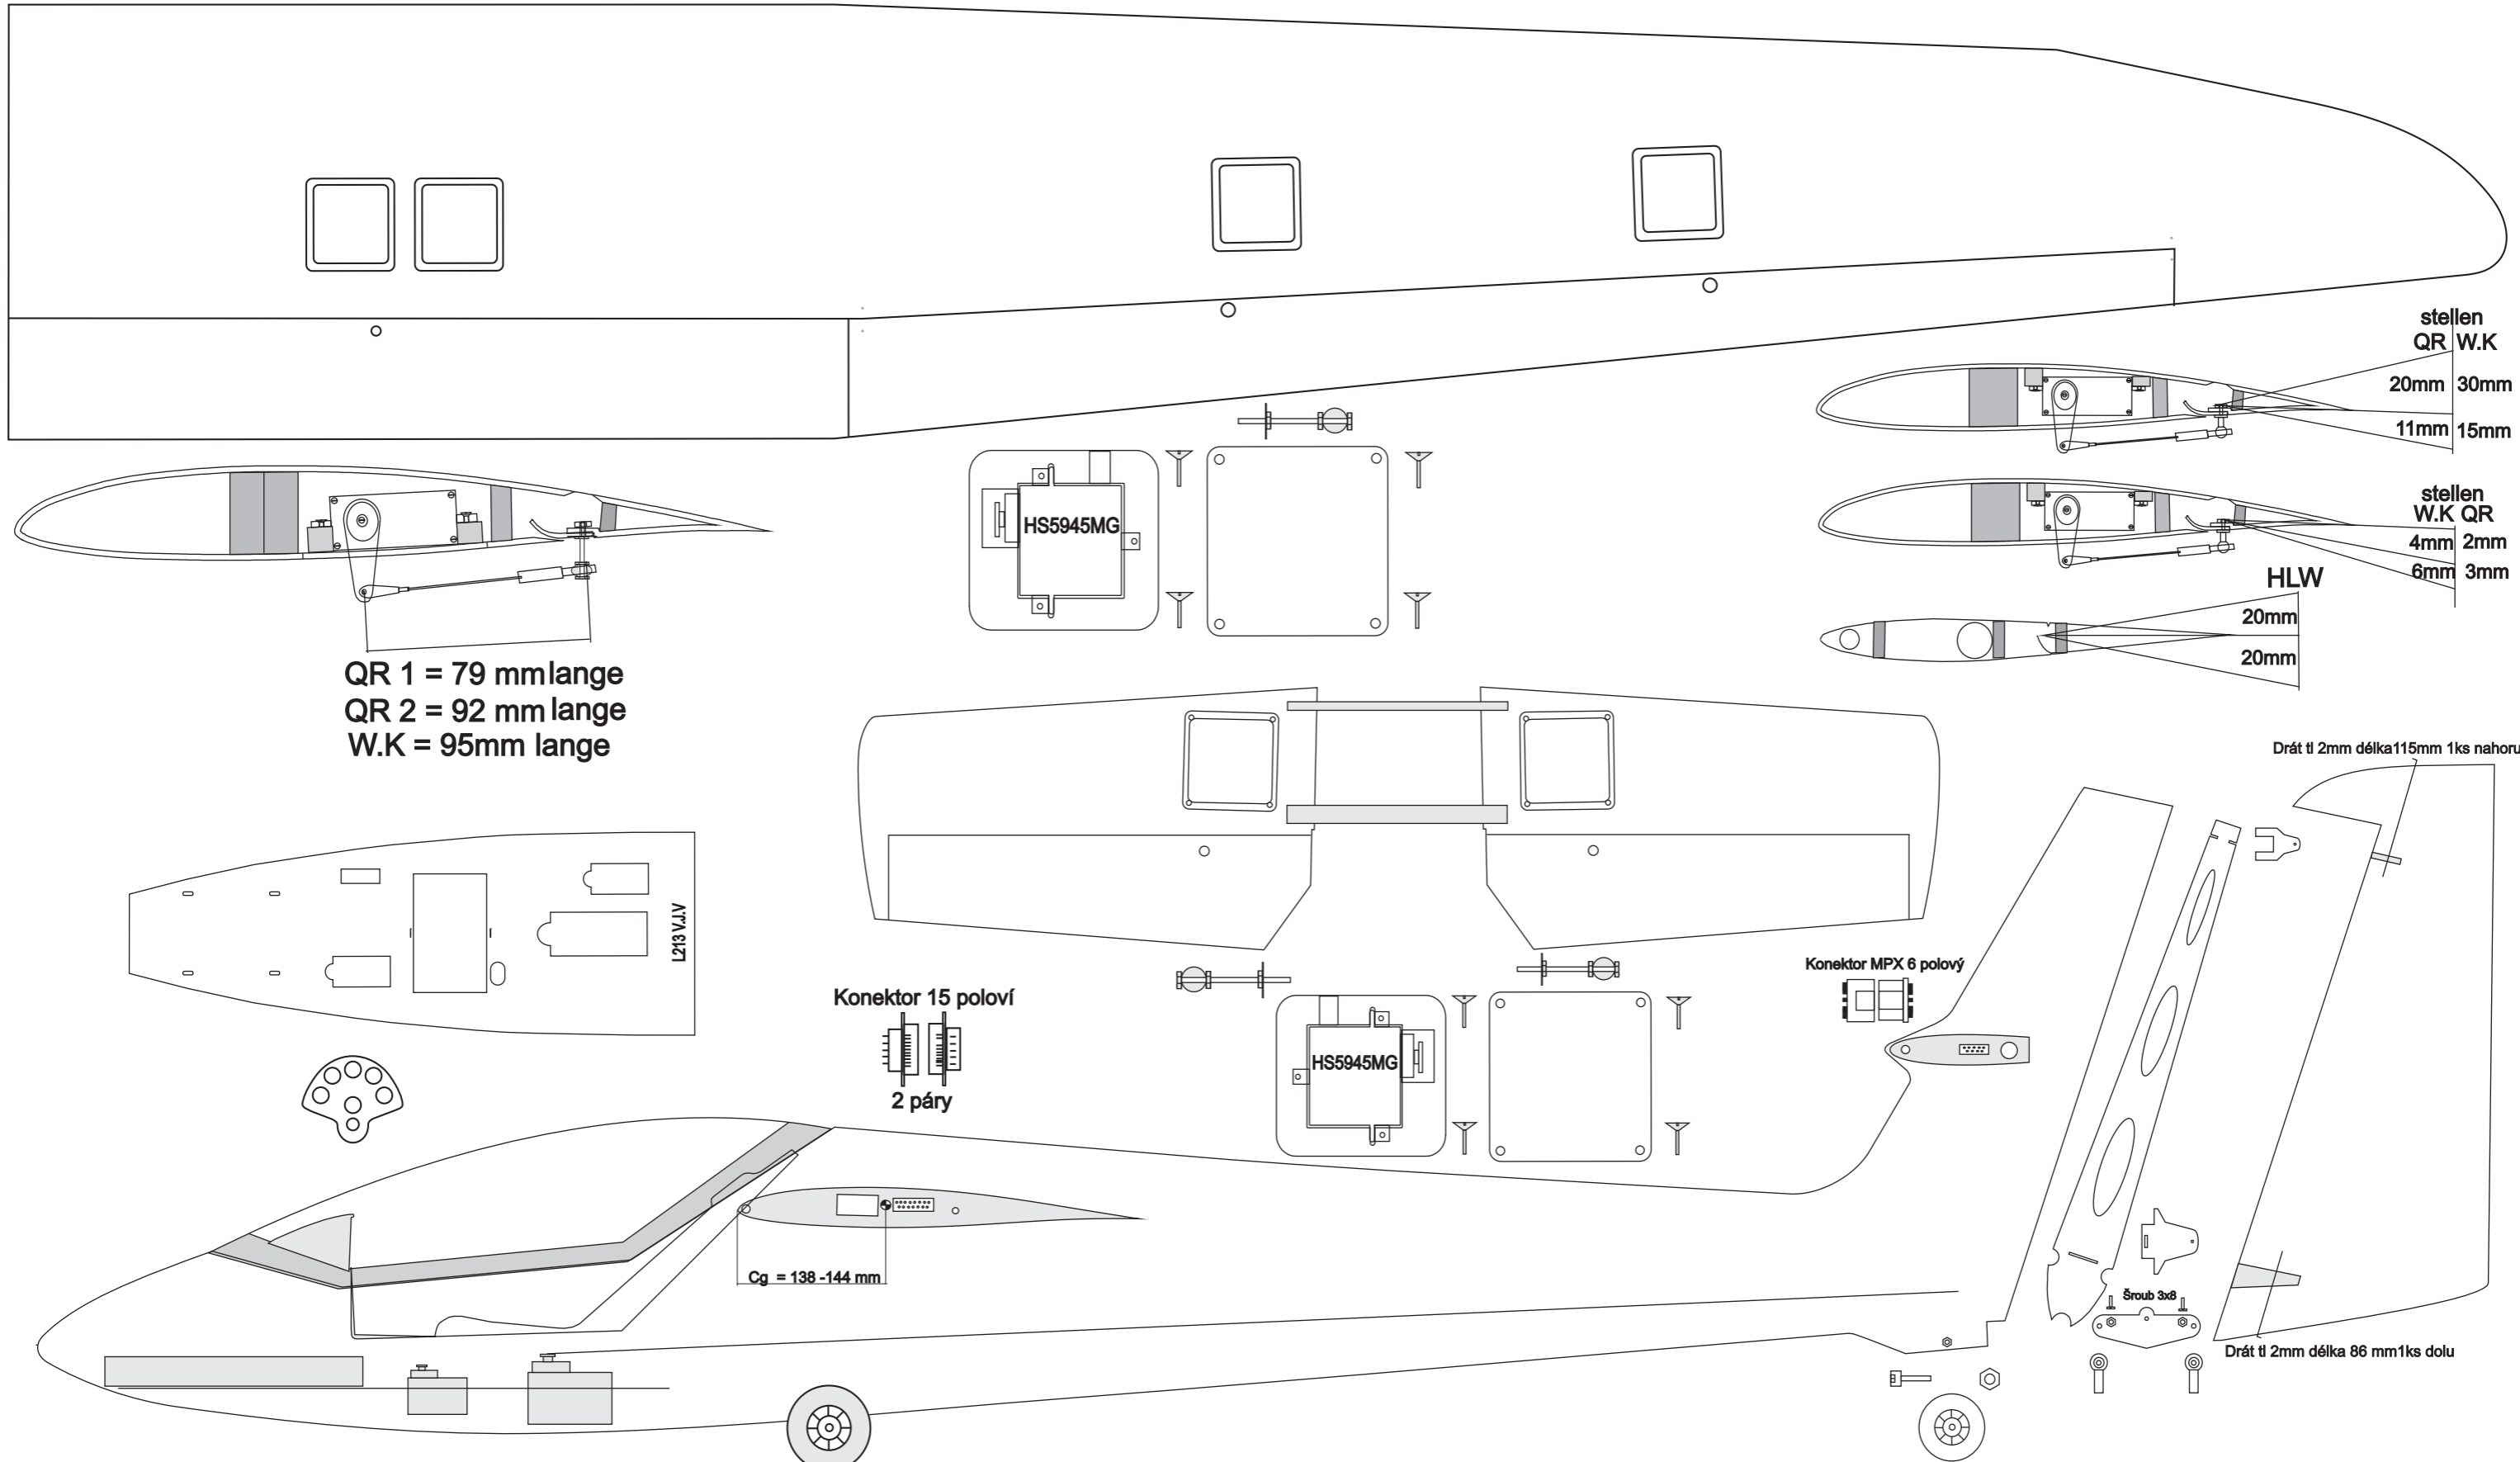 stellen
QR W.K
20mm 30mm
11mm 15mm
stellen
W.K QR
4mm 2mm
6mm 3mm
HLW
20mm
20mm
HS5945MG
QR 1 = 79 mm lange
QR 2 = 92 mm lange
W.K = 95mm lange
Drát tl 2mm délka115mm 1ks nahoru
L213 V.J.V
Konektor 15 poloví
2 páry
Konektor MPX 6 polový
HS5945MG
Cg = 138 -144 mm
Šroub 3x8
Drát tl 2mm délka 86 mm1ks dolu